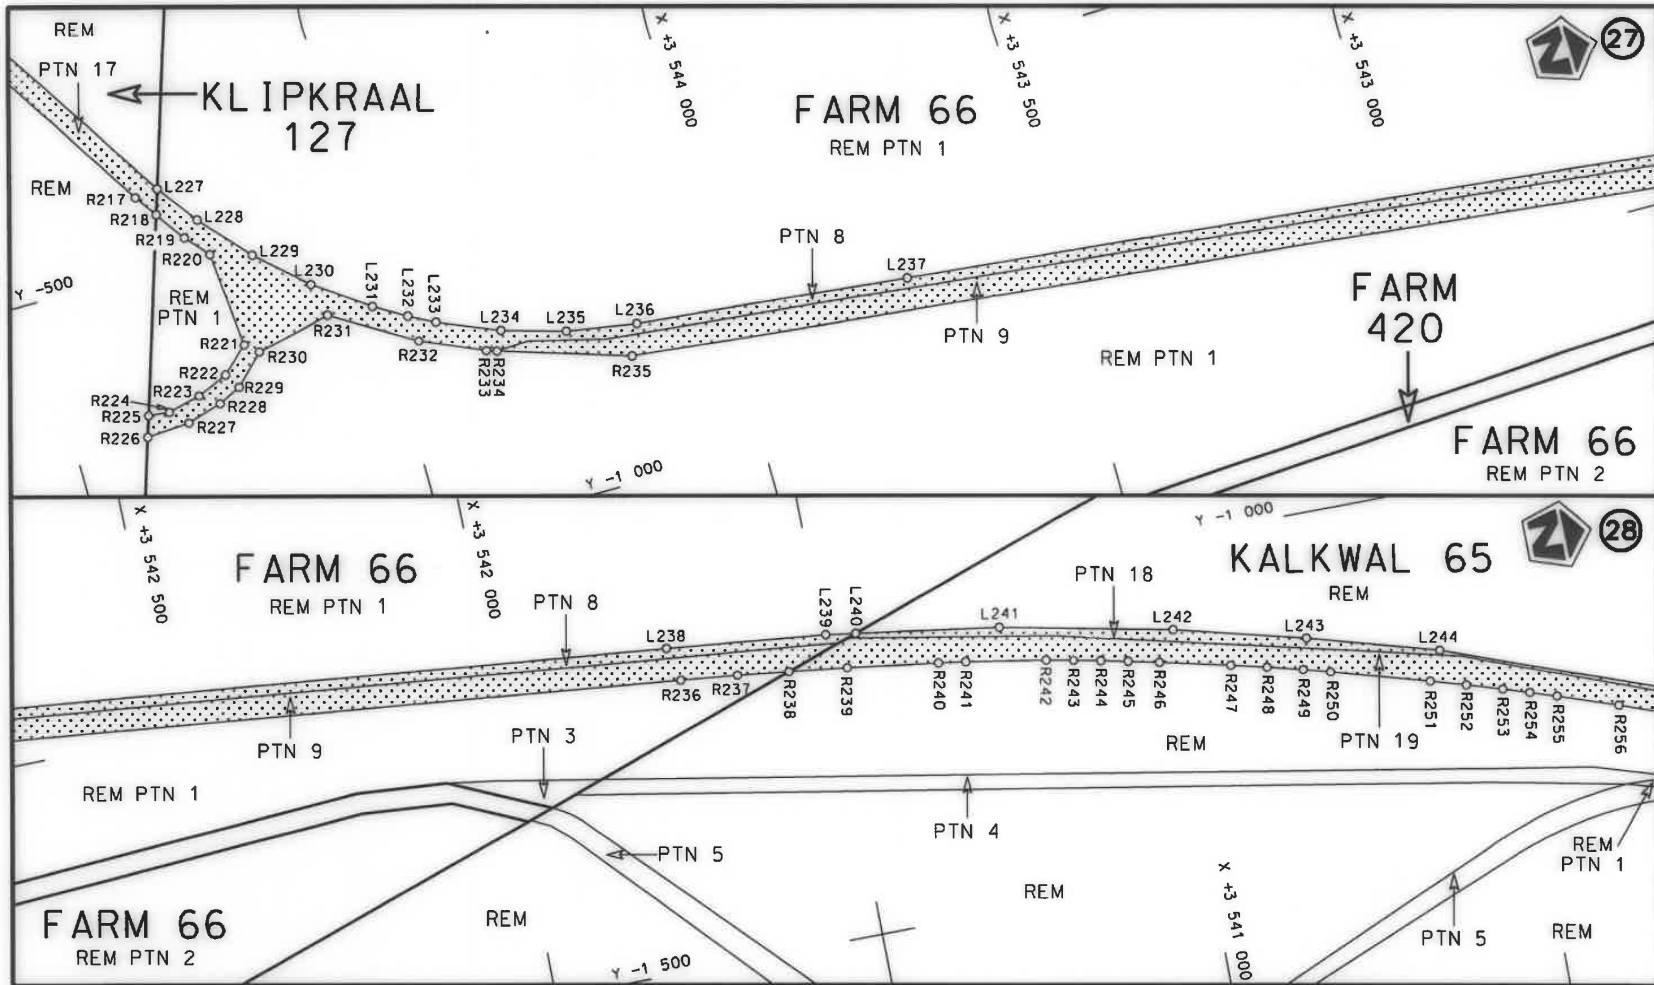 REM
PTN 17
KLIPKRAAL
127
X +3 544 000
FARM 66
REM PTN 1
X +3 543 500
X +3 543 000
27
REM
R217
L227
R218
L228
R219
L229
R220
L230
REM
PTN 1
L231
L232
L233
L234
L235
L236
PTN 8
L237
PTN 9
Y -500
R221
R231
R230
R232
R233
R234
R235
R222
R223
R229
R224
R228
R225
R227
R226
REM PTN 1
FARM
420
FARM 66
REM PTN 2
Y -1 000
X +3 542 500
X +3 542 000
FARM 66
REM PTN 1
PTN 8
L238
L239
L240
L241
PTN 18
L242
L243
L244
Y -1 000
KALKWAL 65
REM
28
R236
R237
R238
R239
R240
R241
R242
R243
R244
R245
R246
R247
R248
R249
R250
R251
R252
R253
R254
R255
R256
PTN 9
PTN 3
REM
PTN 19
REM PTN 1
PTN 4
PTN 5
REM
PTN 1
REM
X +3 541 000
FARM 66
REM PTN 2
REM
PTN 5
REM
Y -1 500